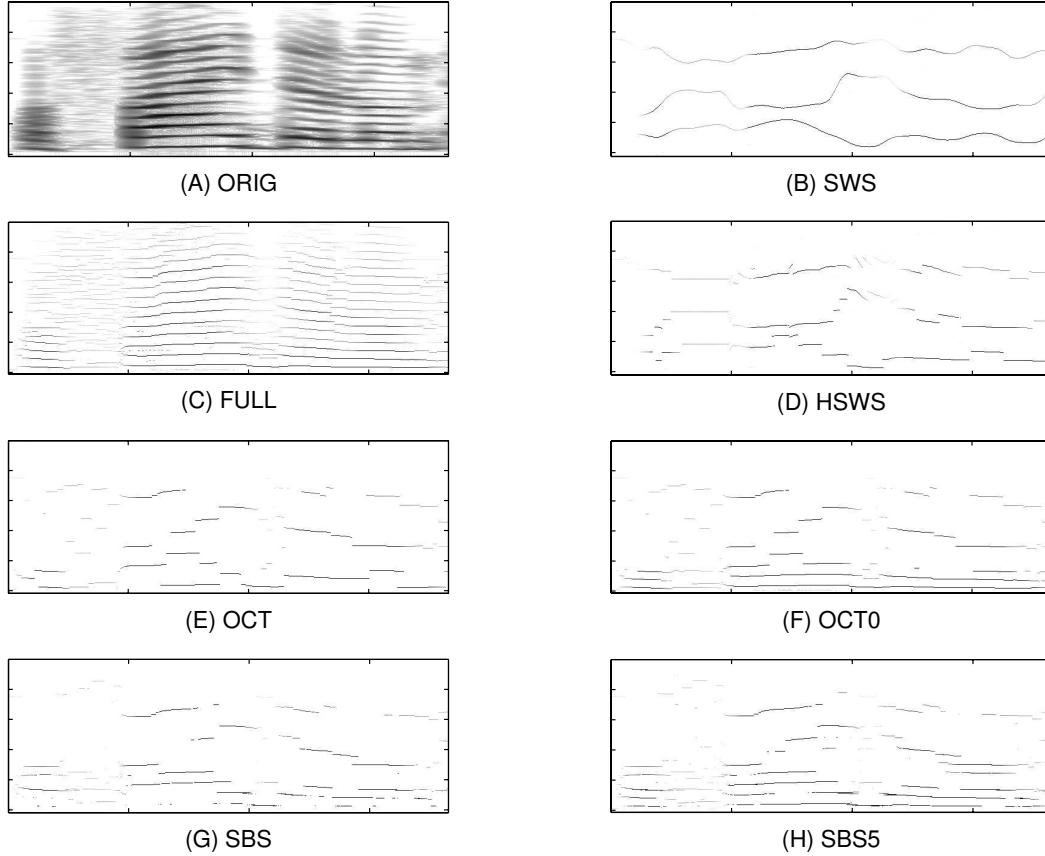 (A) ORIG
(B) SWS
(C) FULL
(D) HSWS
(E) OCT
(F) OCT0
(G) SBS
(H) SBS5